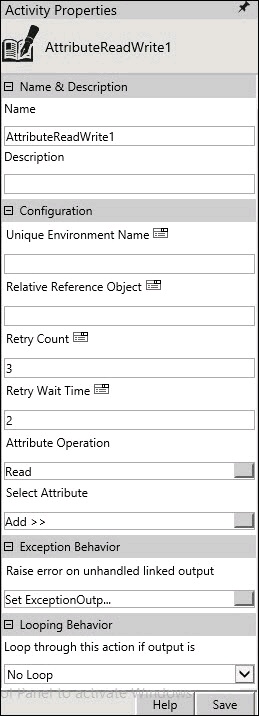 Activity Properties
AttributeReadWrite1
Name & Description
Name
AttributeReadWrite1
Description
Configuration
Unique Environment Name
Relative Reference Object
Retry Count
3
Retry Wait Time
2
Attribute Operation
Read
Select Attribute
Add >>
Exception Behavior
Raise error on unhandled linked output
Set ExceptionOutp...
Looping Behavior
Loop through this action if output is
No Loop
ol Panel to activate Windows
Help Save